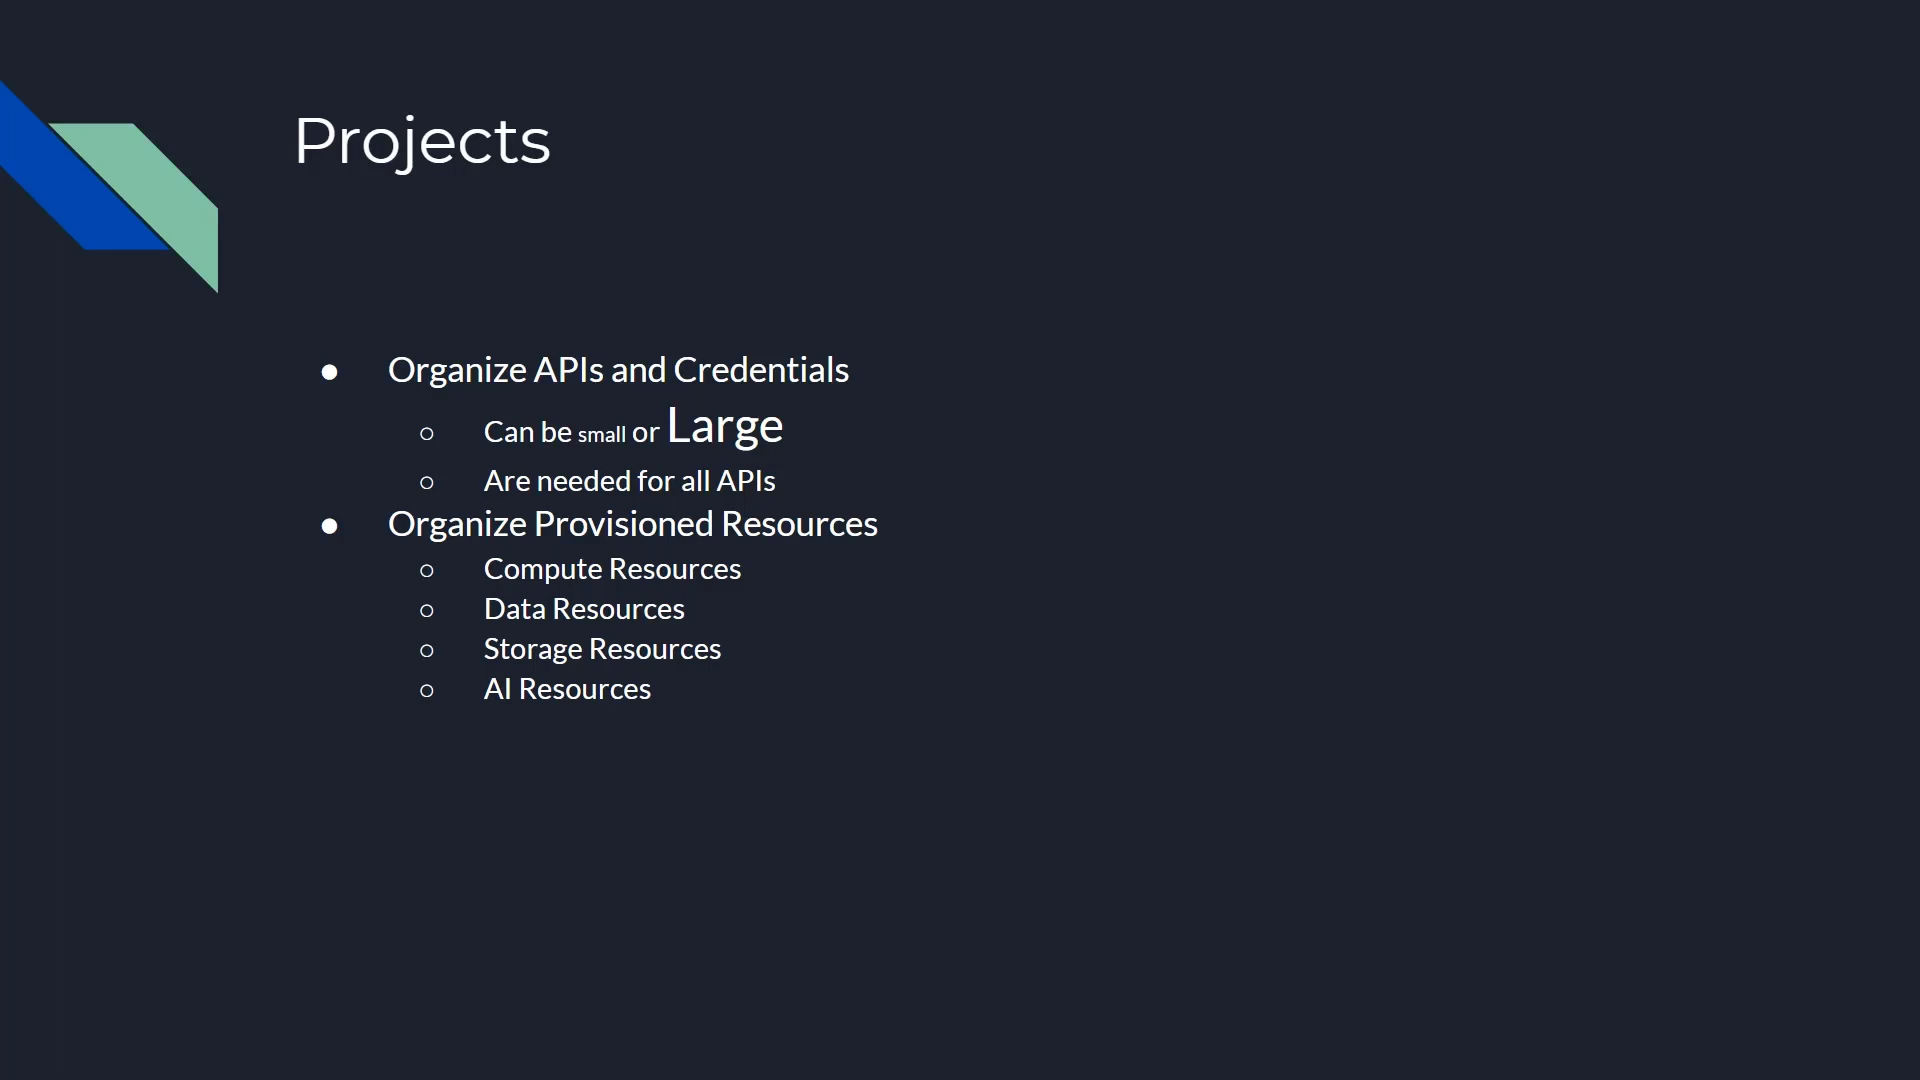 Projects
● Organize APIs and Credentials
○ Can be small or Large
○ Are needed for all APIs
● Organize Provisioned Resources
○ Compute Resources
○ Data Resources
○ Storage Resources
○ AI Resources